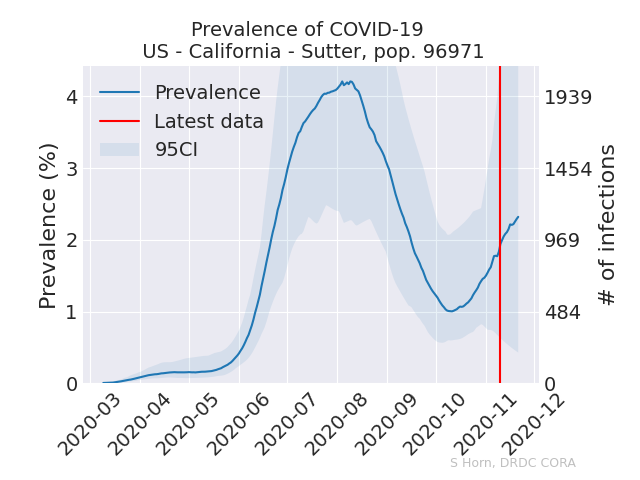 Prevalence of COVID-19
US - California - Sutter, pop. 96971
Prevalence
Latest data
95CI
Prevalence (%)
4
3
2
1
0
# of infections
1939
1454
969
484
0
2020-03
2020-04
2020-05
2020-06
2020-07
2020-08
2020-09
2020-10
2020-11
2020-12
S Horn, DRDC CORA